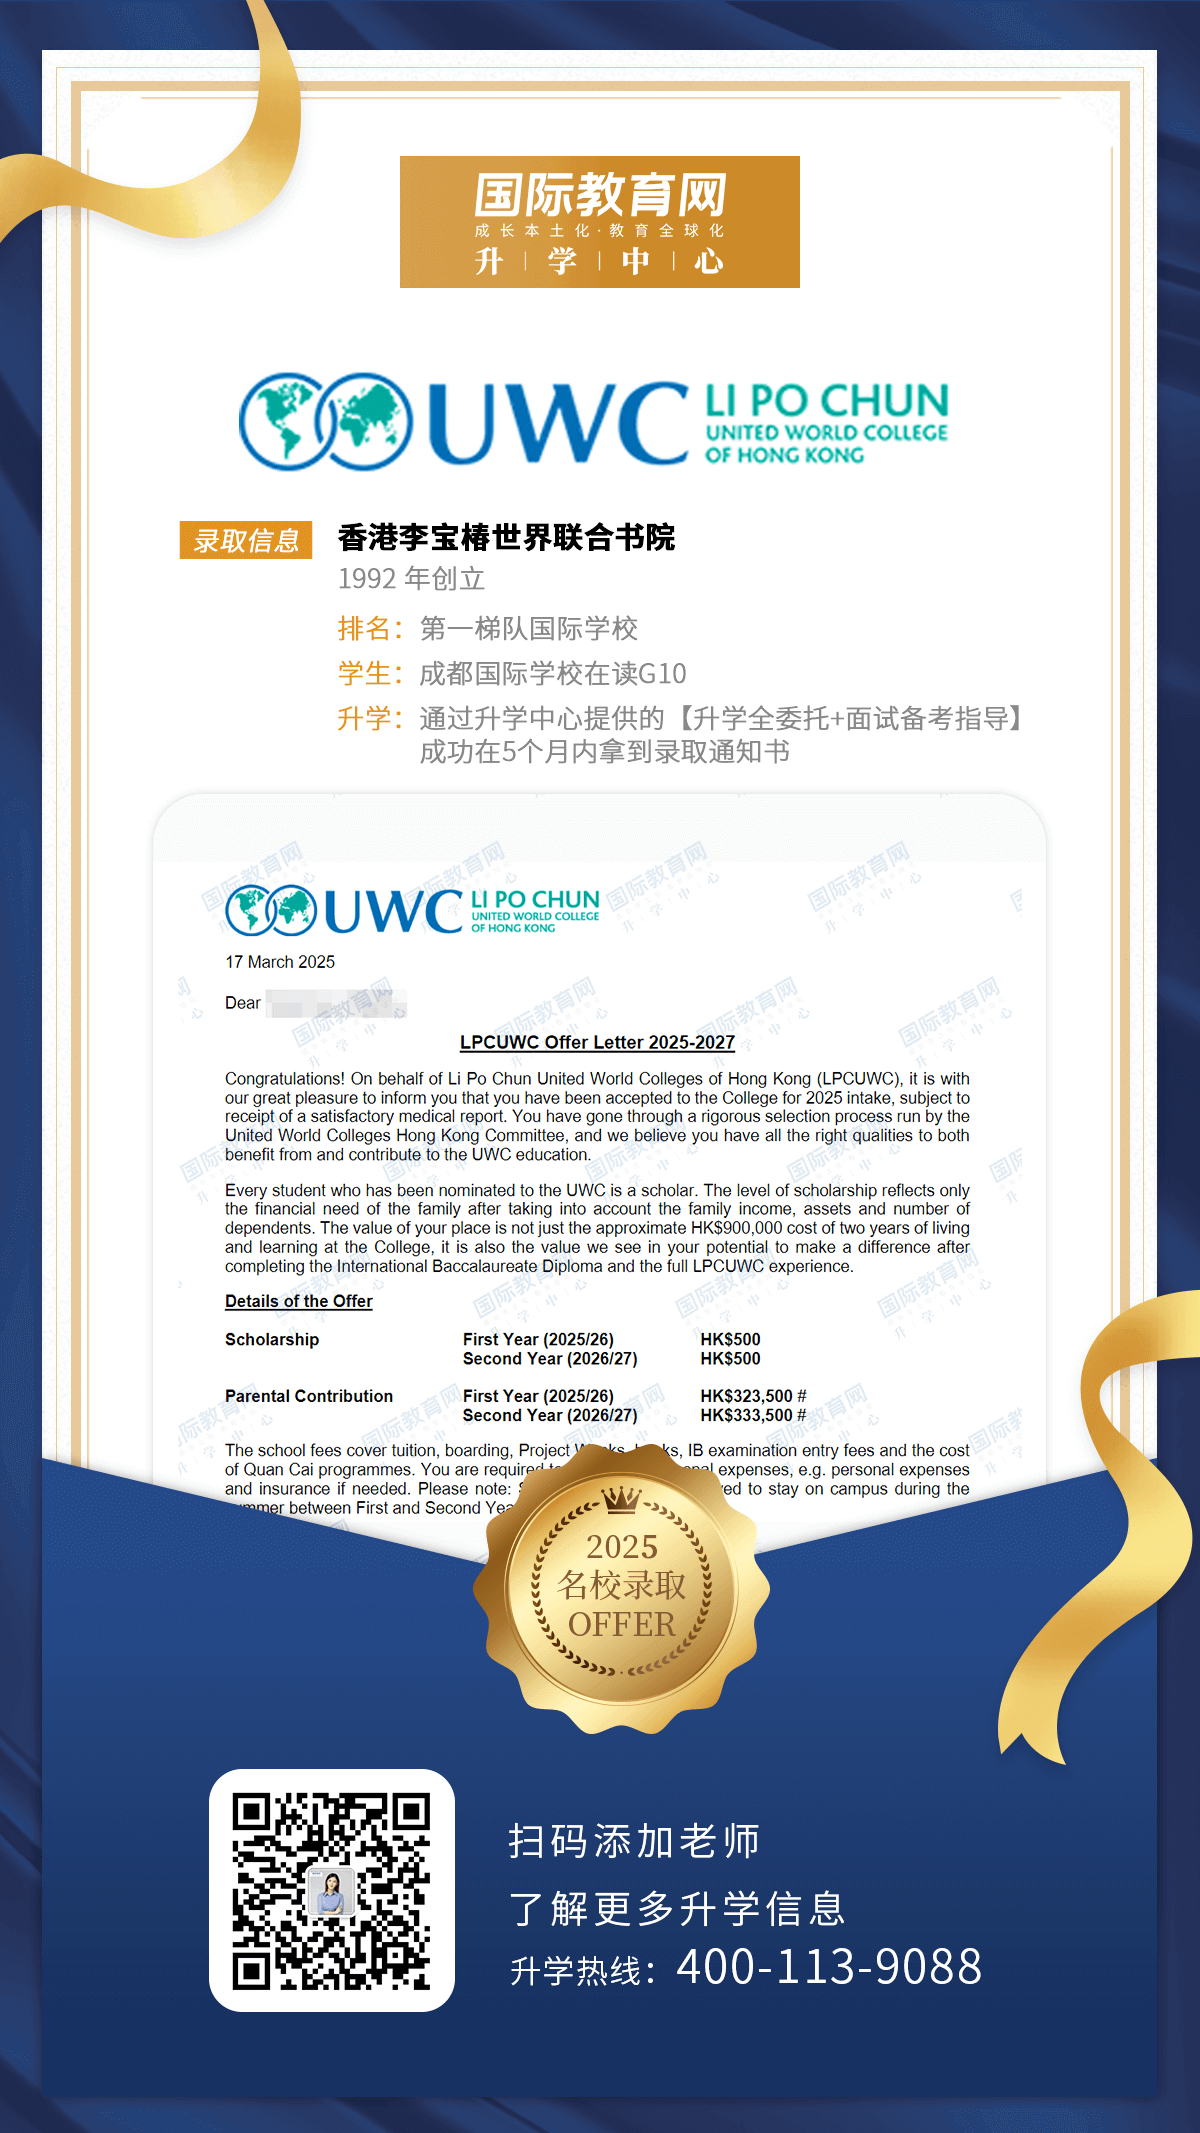 国际教育网
成长本土化·教育全球化
升|学|中|心
UWC LI PO CHUN
UNITED WORLD COLLEGE
OF HONG KONG
录取信息
香港李宝椿世界联合书院
1992 年创立
排名：第一梯队国际学校
学生：成都国际学校在读G10
升学：通过升学中心提供的【升学全委托+面试备考指导】
成功在5个月内拿到录取通知书
UWC LI PO CHUN
UNITED WORLD COLLEGE
OF HONG KONG
17 March 2025
Dear
LPCUWC Offer Letter 2025-2027
Congratulations! On behalf of Li Po Chun United World Colleges of Hong Kong (LPCUWC), it is with
our great pleasure to inform you that you have been accepted to the College for 2025 intake, subject to
receipt of a satisfactory medical report. You have gone through a rigorous selection process run by the
United World Colleges Hong Kong Committee, and we believe you have all the right qualities to both
benefit from and contribute to the UWC education.
Every student who has been nominated to the UWC is a scholar. The level of scholarship reflects only
the financial need of the family after taking into account the family income, assets and number of
dependents. The value of your place is not just the approximate HK$900,000 cost of two years of living
and learning at the College, it is also the value we see in your potential to make a difference after
completing the International Baccalaureate Diploma and the full LPCUWC experience.
Details of the Offer
Scholarship First Year (2025/26) HK$500
Second Year (2026/27) HK$500
Parental Contribution First Year (2025/26) HK$323,500 #
Second Year (2026/27) HK$333,500 #
The school fees cover tuition, boarding, Project IB examination entry fees and the cost
of Quan Cai programmes. You are required expenses, e.g. personal expenses
and insurance if needed. Please note: to stay on campus during the
between First and Second
2025
名校录取
OFFER
扫码添加老师
了解更多升学信息
升学热线：400-113-9088